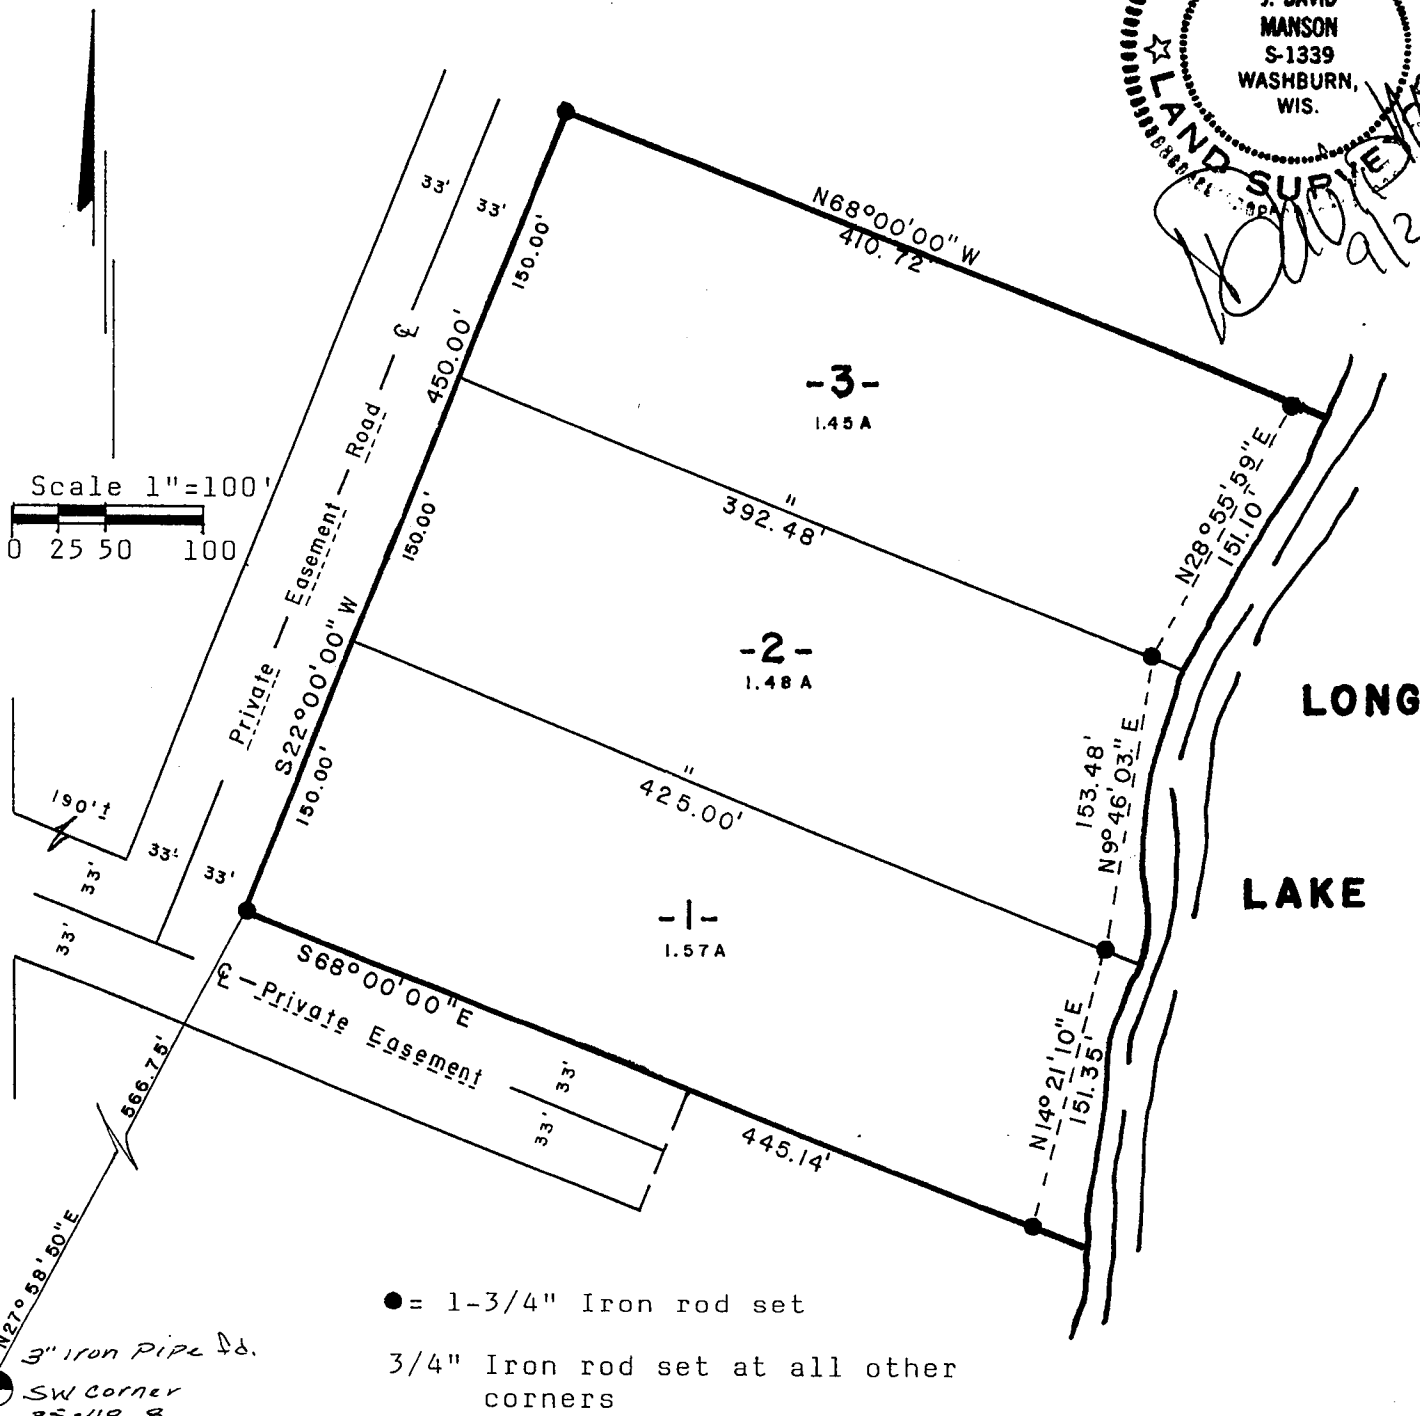 J. DAVID
MANSON
S-1339
WASHBURN,
WIS.
☆ LAND SURVE
33'
33'
150.00'
N68°00'00"W
410.72'
450.00'
℄
-3-
1.45 A
Scale 1"=100'
0 25 50 100
Private Easement Road
150.00'
"
392.48'
N28°55'59"E
151.10'
S22°00'00"W
-2-
1.48 A
LONG
150.00'
190'±
"
425.00'
153.48'
N9°46'03"E
33'
33'
33'
33'
LAKE
-1-
1.57 A
S68°00'00"E
℄ Private Easement
33'
33'
N14°21'10"E
151.35'
445.14'
566.75'
N27°58'50"E
●= 1-3/4" Iron rod set
3" Iron Pipe fd.
3/4" Iron rod set at all other
corners
SW Corner